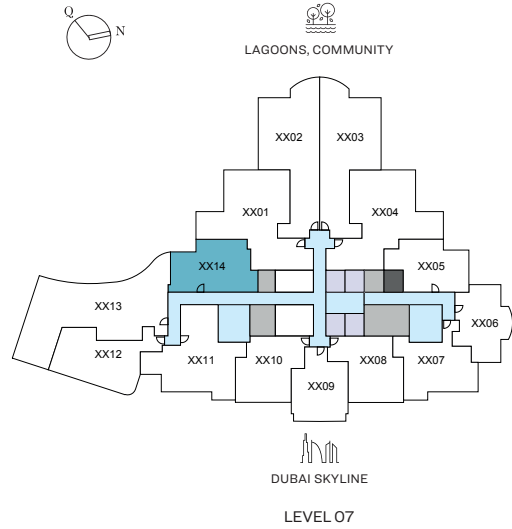 Q
N
LAGOONS, COMMUNITY
XX02
XX03
XX01
XX04
XX14
XX05
XX13
XX06
XX12
XX11
XX10
XX08
XX07
XX09
DUBAI SKYLINE
LEVEL 07